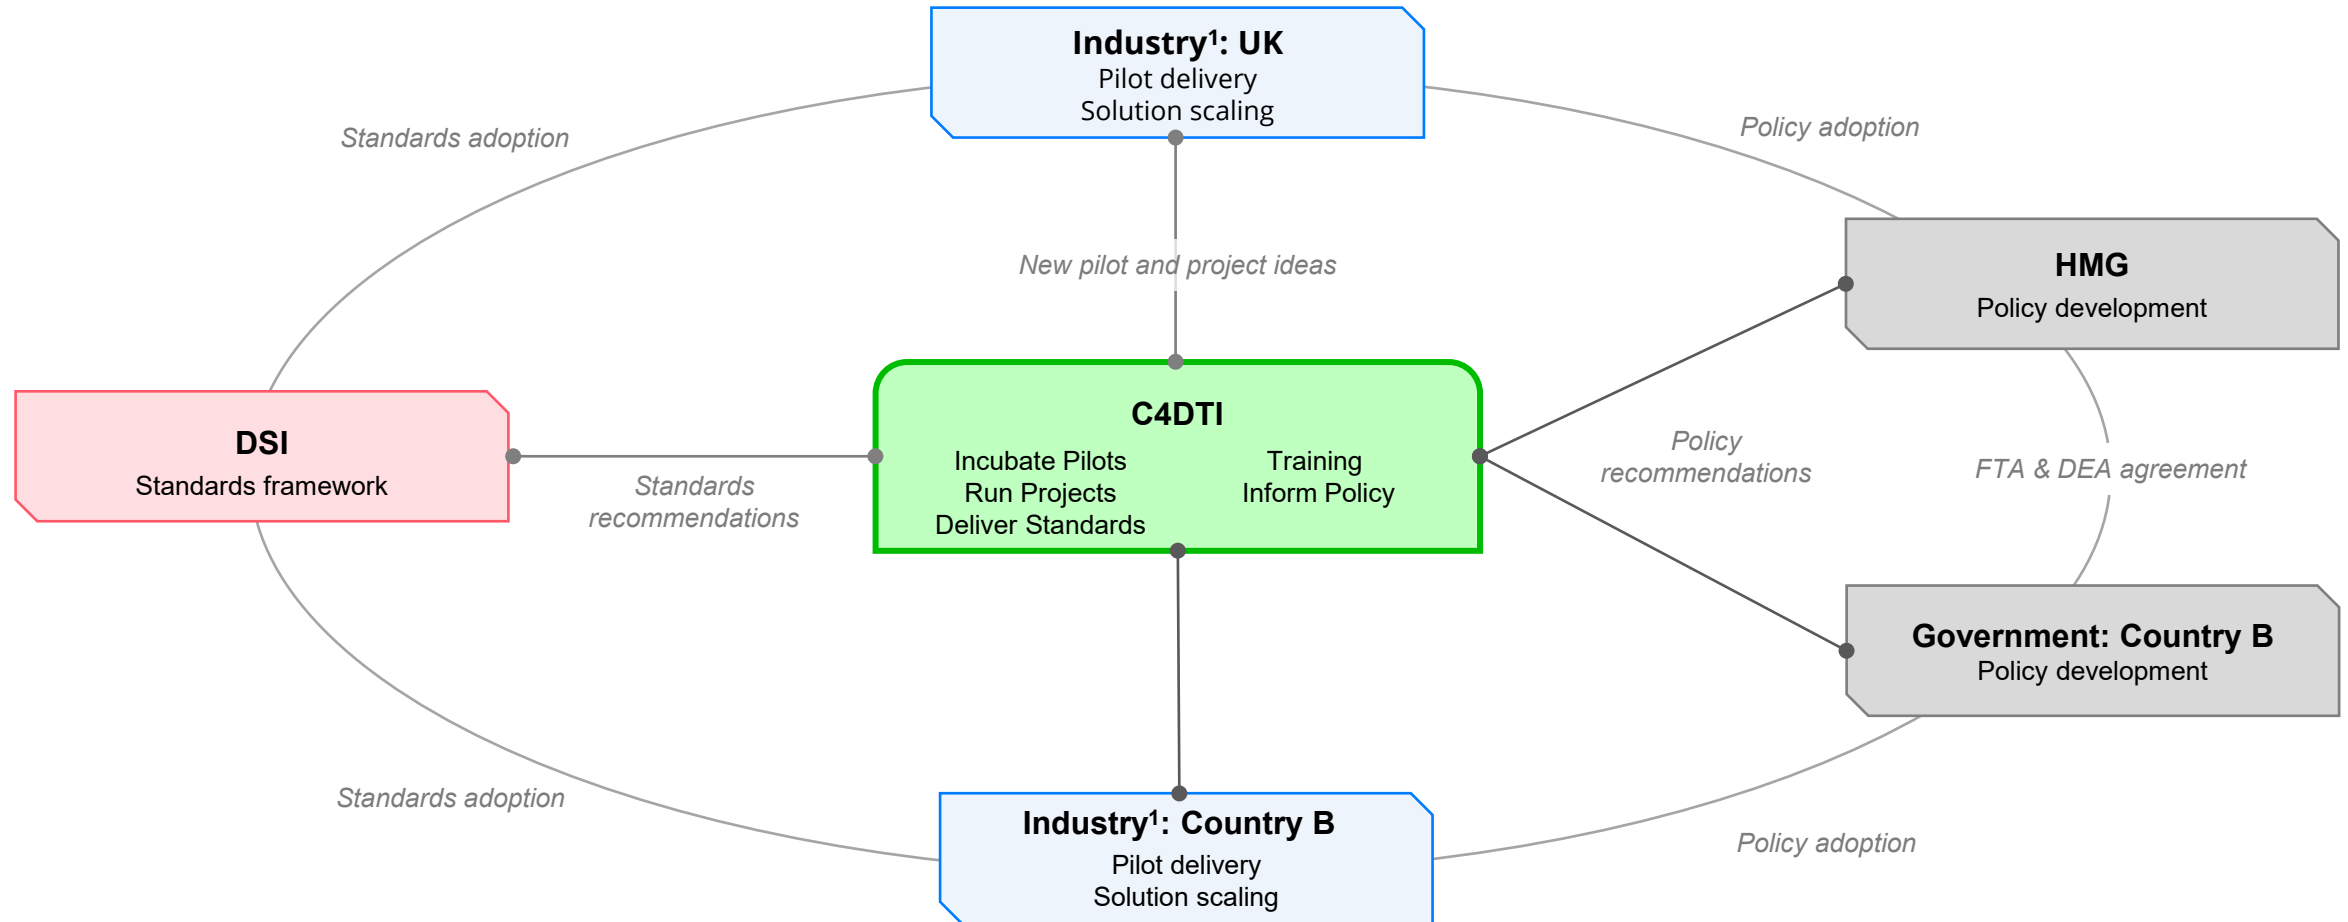 Industry¹: UK
Pilot delivery
Solution scaling
Standards adoption
Policy adoption
New pilot and project ideas
HMG
Policy development
DSI
Standards framework
Standards
recommendations
C4DTI
Incubate Pilots
Run Projects
Deliver Standards
Training
Inform Policy
Policy
recommendations
FTA & DEA agreement
Government: Country B
Policy development
Standards adoption
Industry¹: Country B
Pilot delivery
Solution scaling
Policy adoption